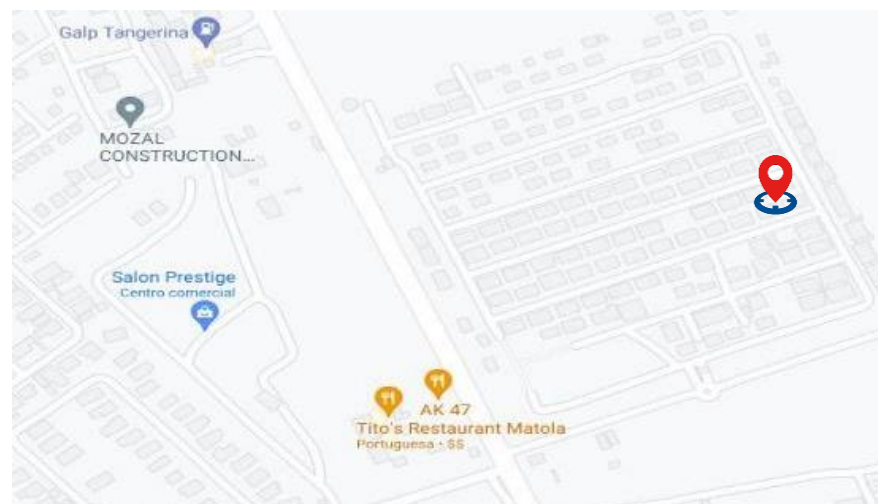 Galp Tangerina
MOZAL
CONSTRUCTION...
Salon Prestige
Centro comercial
AK 47
Tito's Restaurant Matola
Portuguesa · $$